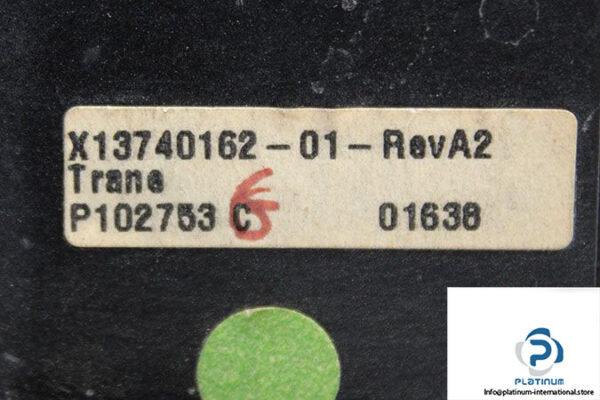 X13740162-01-RevA2
Trane
P102753 C 01638
PLATINUM
Info@platinum-international.store